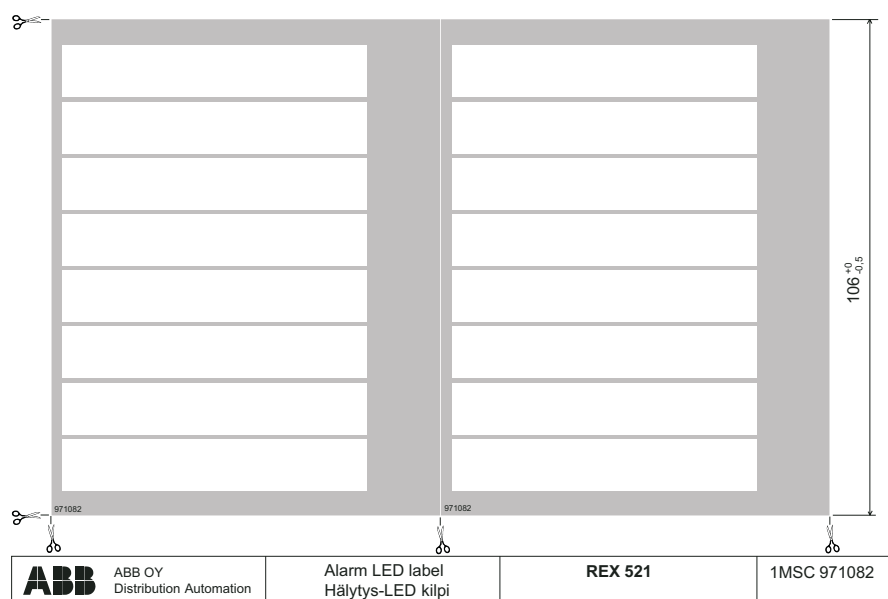 106 +0 -0,5
971082
971082
ABB
ABB OY
Distribution Automation
Alarm LED label
Hälytys-LED kilpi
REX 521
1MSC 971082